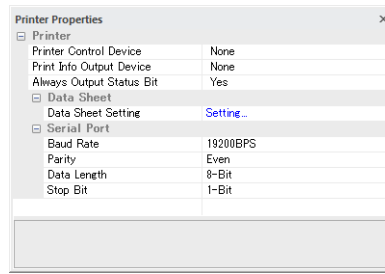 Printer Properties
Printer
Printer Control Device None
Print Info Output Device None
Always Output Status Bit Yes
Data Sheet
Data Sheet Setting Setting...
Serial Port
Baud Rate 19200BPS
Parity Even
Data Length 8-Bit
Stop Bit 1-Bit